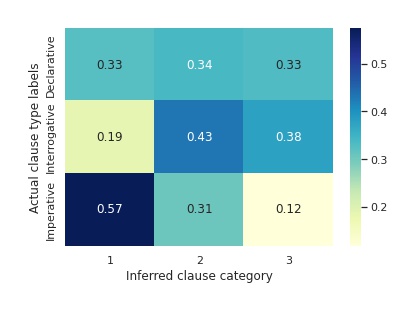 Actual clause type labels
Declarative
0.33 0.34 0.33
Interrogative
0.19 0.43 0.38
Imperative
0.57 0.31 0.12
1 2 3
Inferred clause category
0.5
0.4
0.3
0.2